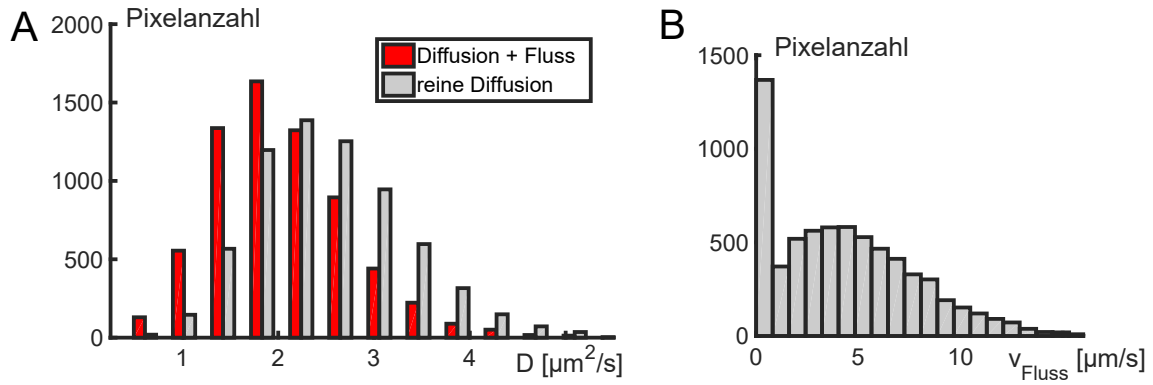 A
Pixelanzahl
2000
1500
1000
500
0
Diffusion + Fluss
reine Diffusion
1 2 3 4 D [µm²/s]
B
Pixelanzahl
1500
1000
500
0
0 5 10 v_Fluss [µm/s]